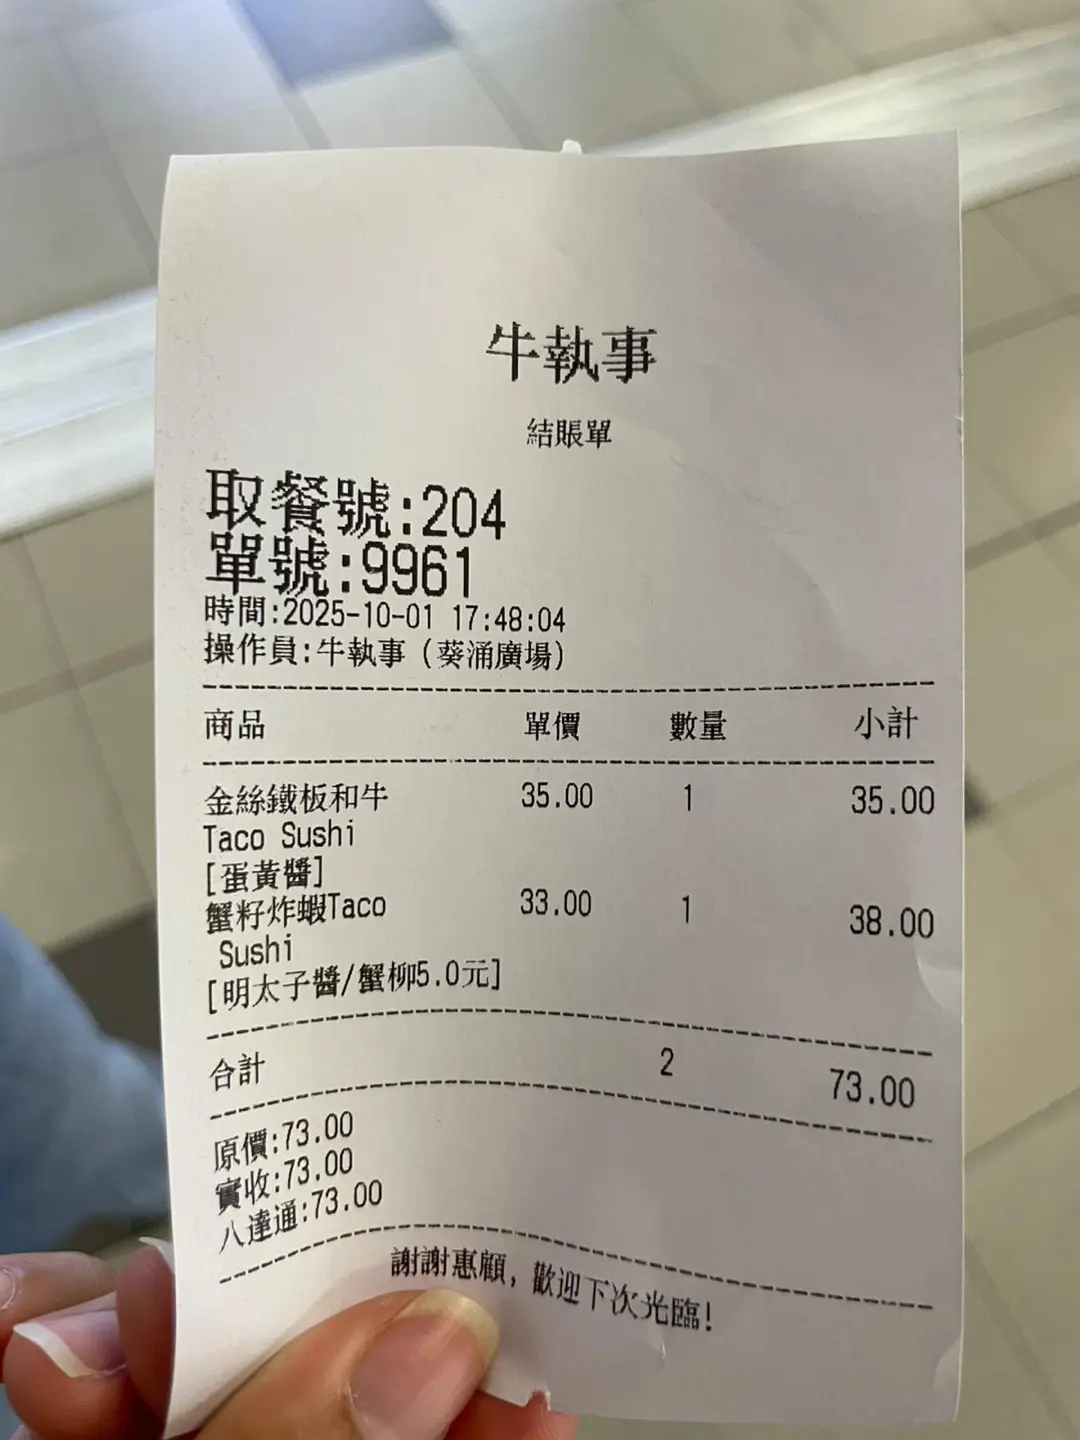 牛執事
結賬單
取餐號:204
單號:9961
時間:2025-10-01 17:48:04
操作員:牛執事（葵涌廣場）
商品 單價 數量 小計
金絲鐵板和牛 35.00 1 35.00
Taco Sushi
[蛋黃醬]
蟹籽炸蝦Taco 33.00 1 38.00
Sushi
[明太子醬/蟹柳5.0元]
合計 2 73.00
原價:73.00
實收:73.00
八達通:73.00
謝謝惠顧，歡迎下次光臨!